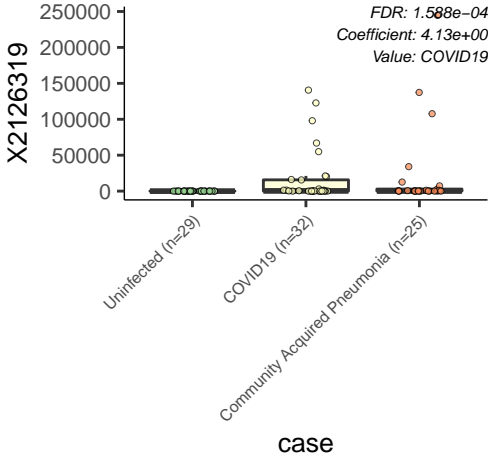 FDR: 1.588e−04
Coefficient: 4.13e+00
Value: COVID19
250000
200000
150000
100000
50000
0
X2126319
Uninfected (n=29)
COVID19 (n=32)
Community Acquired Pneumonia (n=25)
case